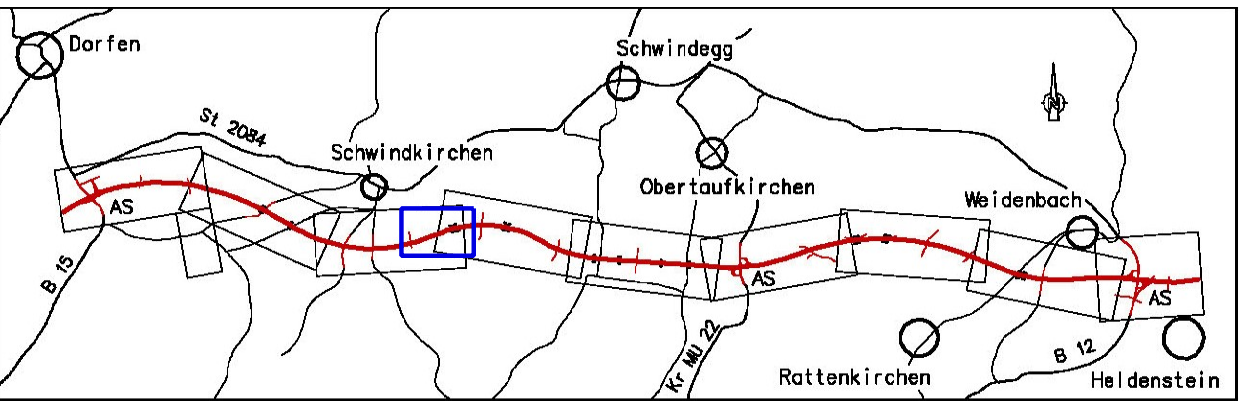 Dorfen
Schwindegg
St 2084
Schwindkirchen
N
Obertaufkirchen
Weidenbach
AS
B 15
AS
AS
Kr MÜ 22
B 12
Rattenkirchen
Heldenstein